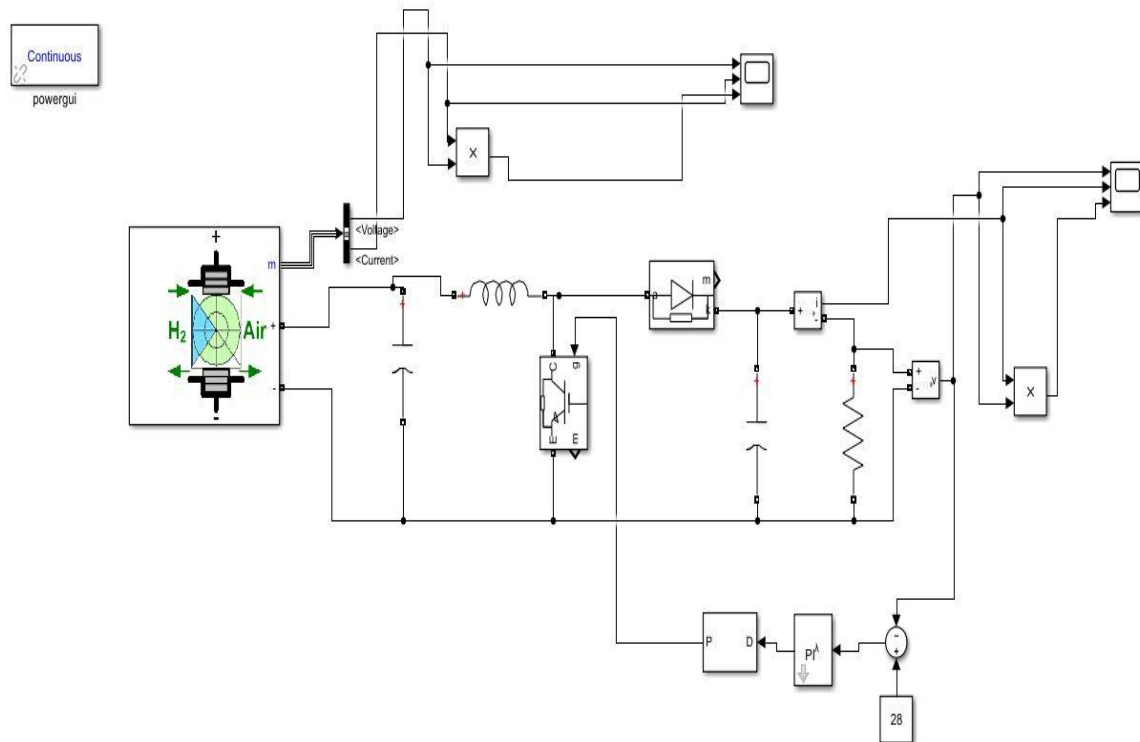 Continuous
powergui
X
<Voltage>
<Current>
+
m
H₂
Air
+
-
-
m
a
k
+
i
-
C
g
E
m
+
-
v
X
P
D
PI^λ
-
+
28